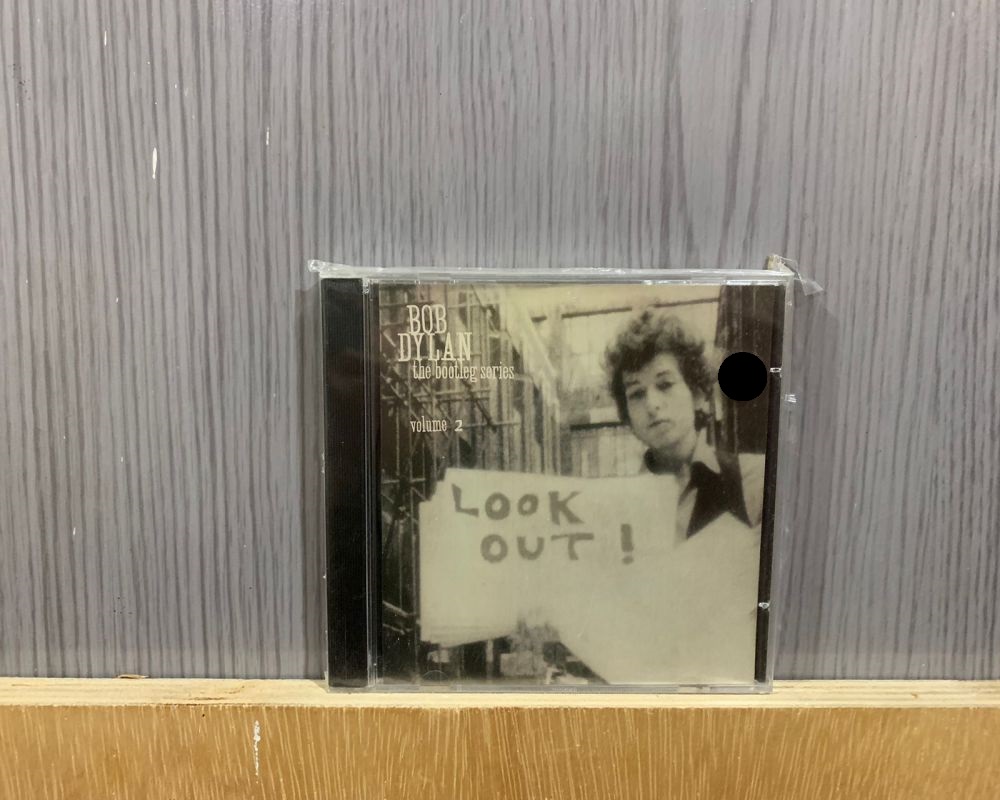 BOB
DYLAN
the bootleg series
volume 2
LOOK
OUT!